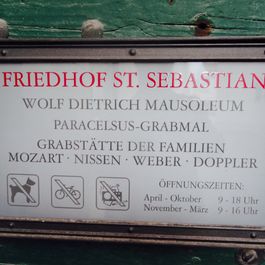 FRIEDHOF ST. SEBASTIAN
WOLF DIETRICH MAUSOLEUM
PARACELSUS-GRABMAL
GRABSTÄTTE DER FAMILIEN
MOZART · NISSEN · WEBER · DOPPLER
ÖFFNUNGSZEITEN:
April - Oktober 9 - 18 Uhr
November - März 9 - 16 Uhr